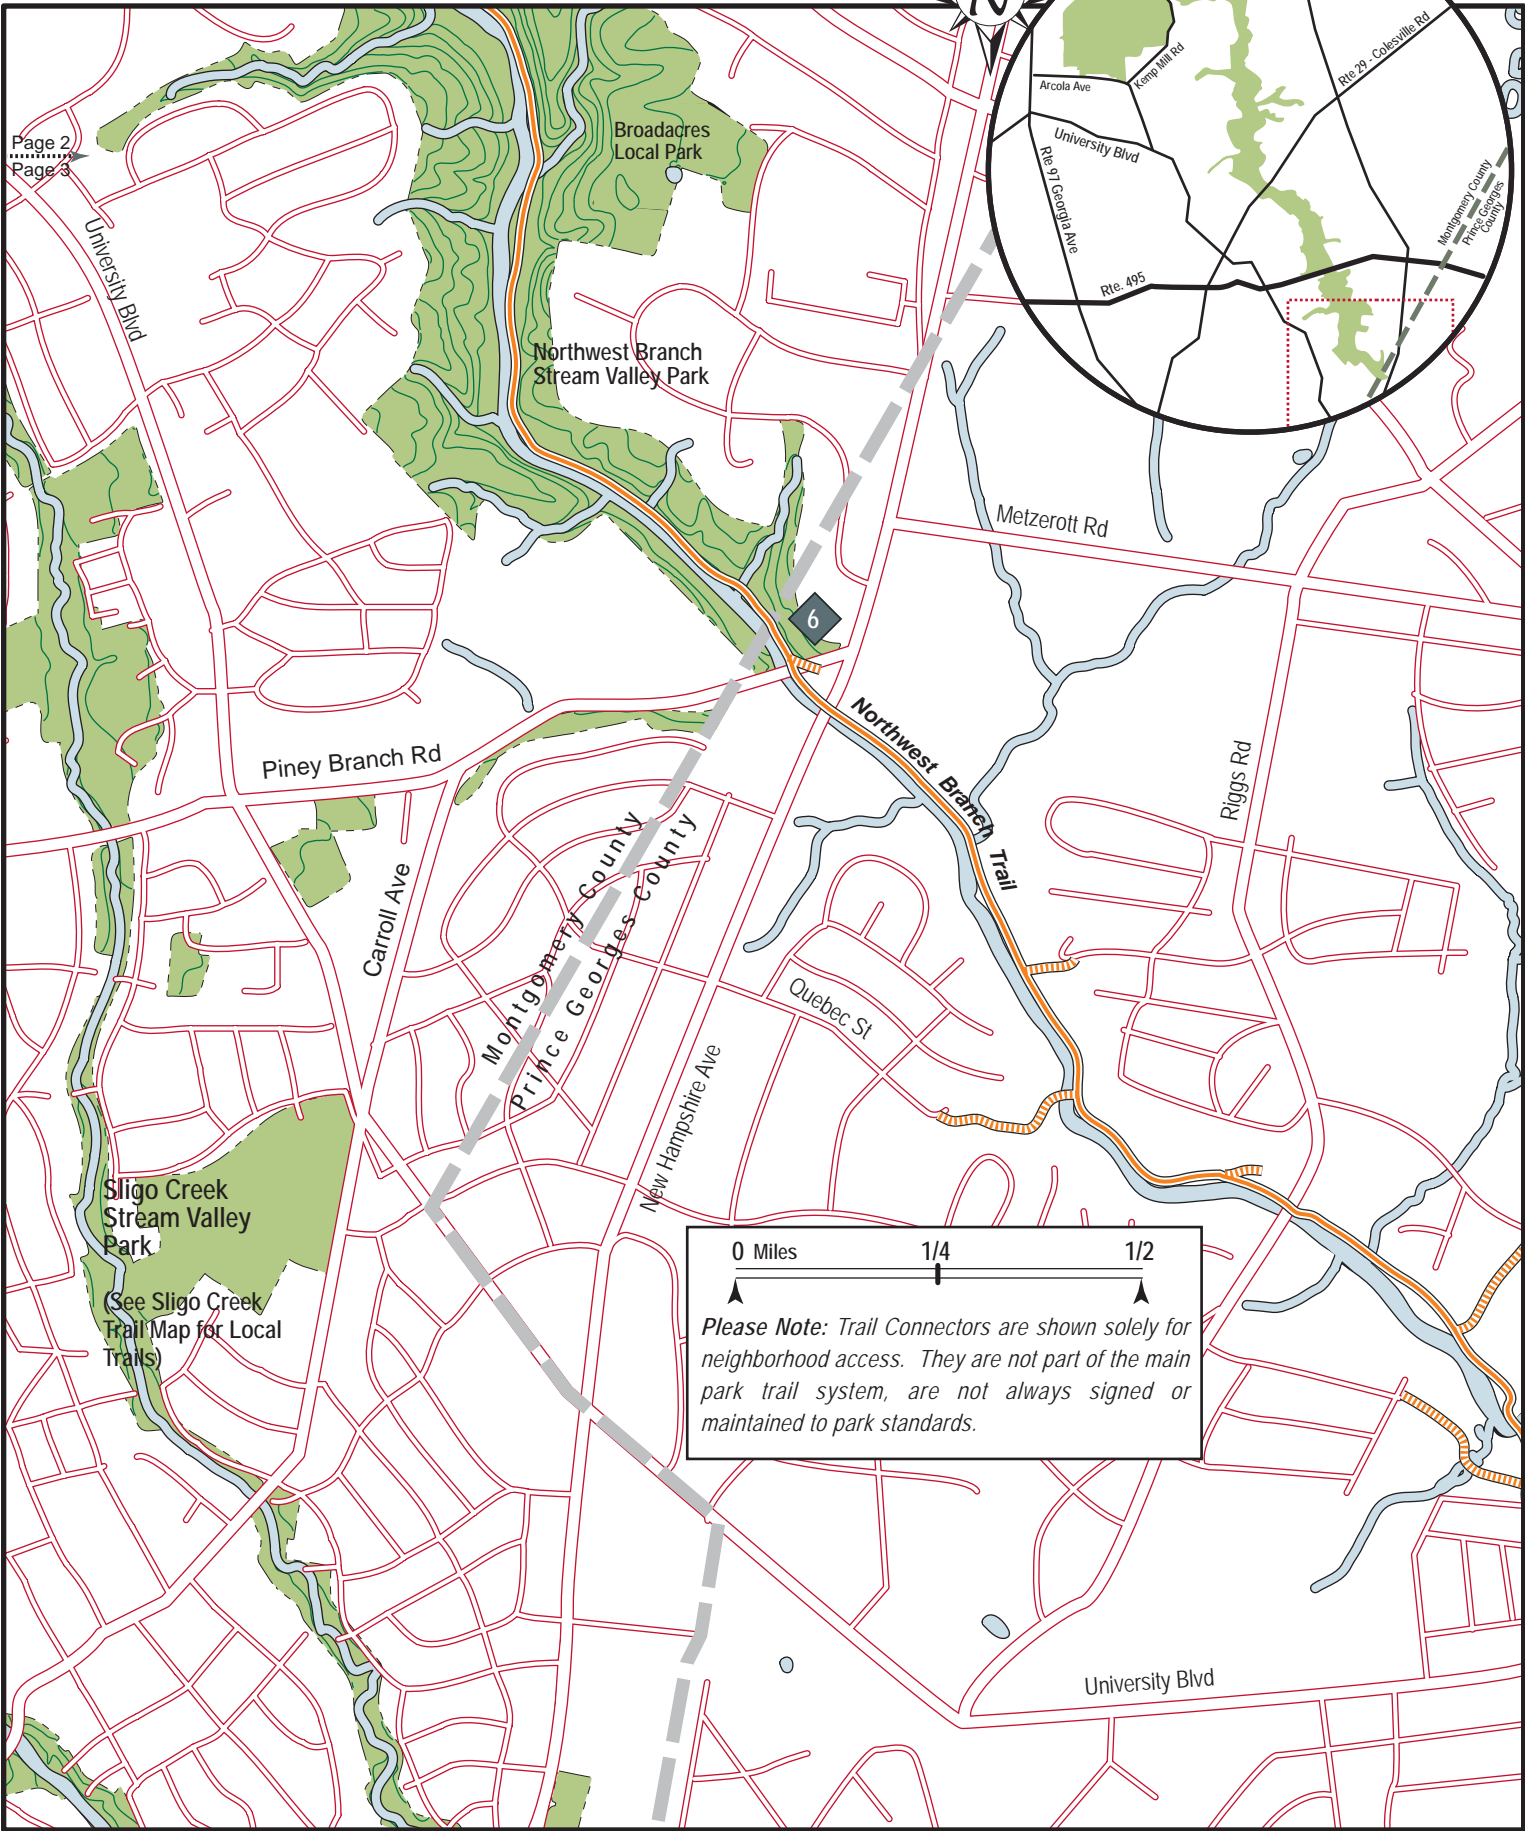 N
Kemp Mill Rd
Arcola Ave
Rte 29 - Colesville Rd
University Blvd
Rte 97 Georgia Ave
Montgomery County
Prince Georges
County
Rte. 495
Page 2
Page 3
Broadacres
Local Park
University Blvd
Northwest Branch
Stream Valley Park
Metzerott Rd
6
Northwest Branch Trail
Piney Branch Rd
Riggs Rd
Carroll Ave
Montgomery County
Prince Georges County
Quebec St
New Hampshire Ave
Sligo Creek
Stream Valley
Park
(See Sligo Creek
Trail Map for Local
Trails)
0 Miles 1/4 1/2
Please Note: Trail Connectors are shown solely for
neighborhood access. They are not part of the main
park trail system, are not always signed or
maintained to park standards.
University Blvd